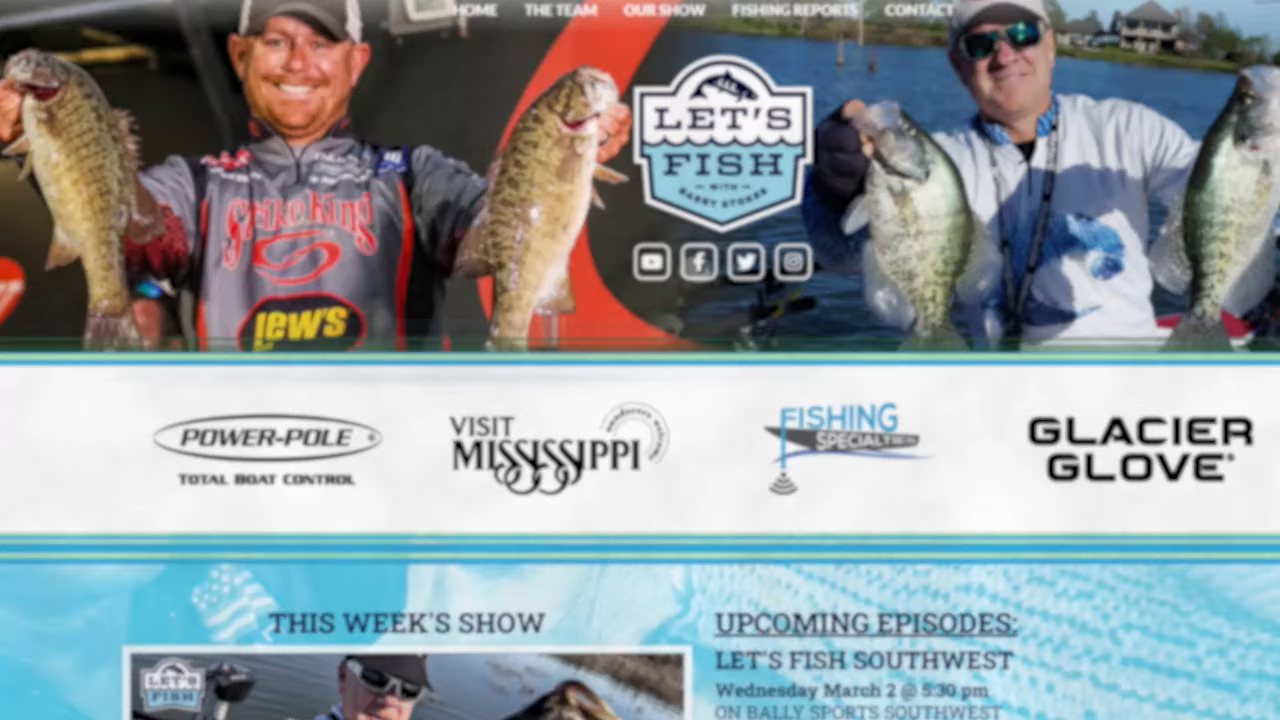 HOME THE TEAM OUR SHOW FISHING REPORTS CONTACT
LET'S
FISH
WITH
BARRY STOKES
Strike King
Lew's
POWER-POLE
TOTAL BOAT CONTROL
VISIT
MISSISSIPPI
FISHING
SPECIALTIES
GLACIER
GLOVE
THIS WEEK'S SHOW
LET'S
FISH
UPCOMING EPISODES:
LET'S FISH SOUTHWEST
Wednesday March 2 @ 5:30 pm
ON BALLY SPORTS SOUTHWEST